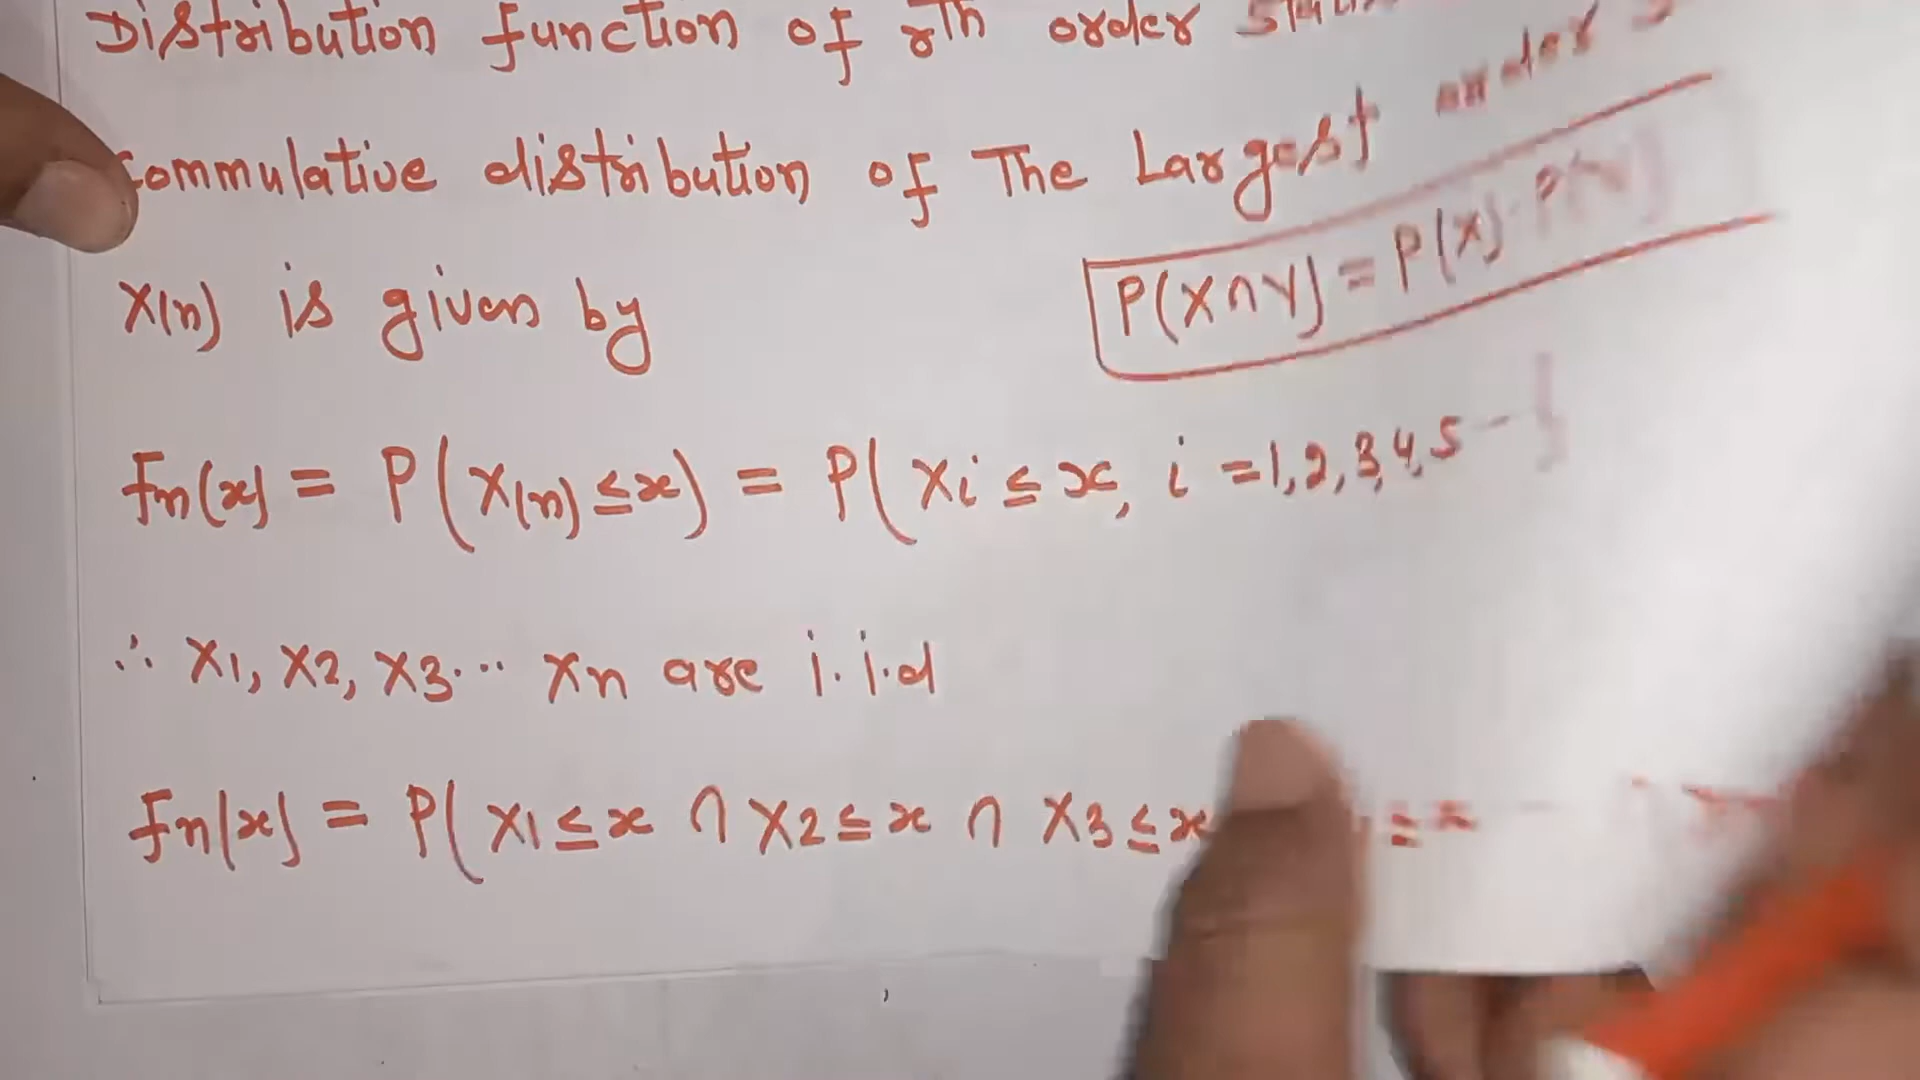 Distribution function of rth order
Commulative distribution of The Largest order
X(n) is given by
P(X∩Y) = P(X)·P(Y)
Fn(x) = P(X(n) ≤ x) = P(Xi ≤ x, i = 1,2,3,4,5 --
∴ X1, X2, X3... Xn are i.i.d
Fn(x) = P(X1 ≤ x ∩ X2 ≤ x ∩ X3 ≤ x ≤ x